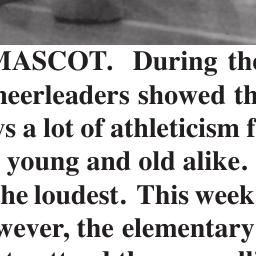 MASCOT. During the
heerleaders showed th
ys a lot of athleticism f
young and old alike.
he loudest. This week
wever, the elementary